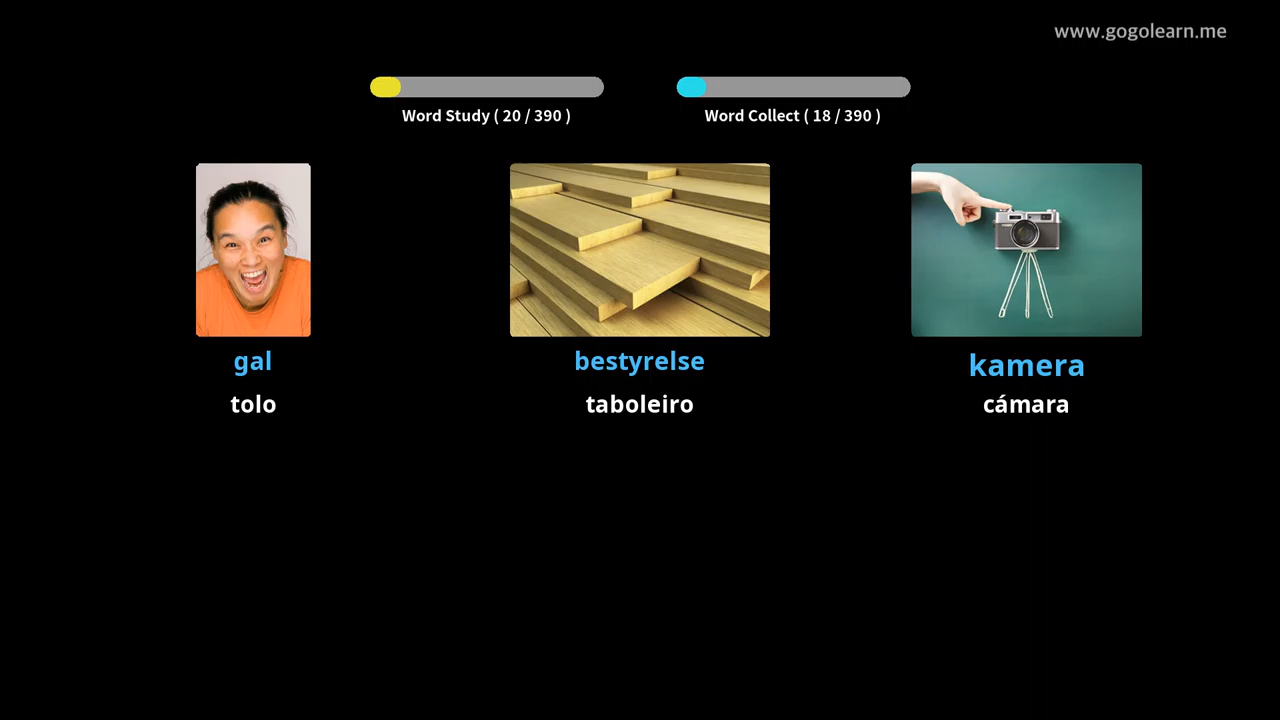 www.gogolearn.me
Word Study ( 20 / 390 )
Word Collect ( 18 / 390 )
gal
tolo
bestyrelse
taboleiro
kamera
cámara